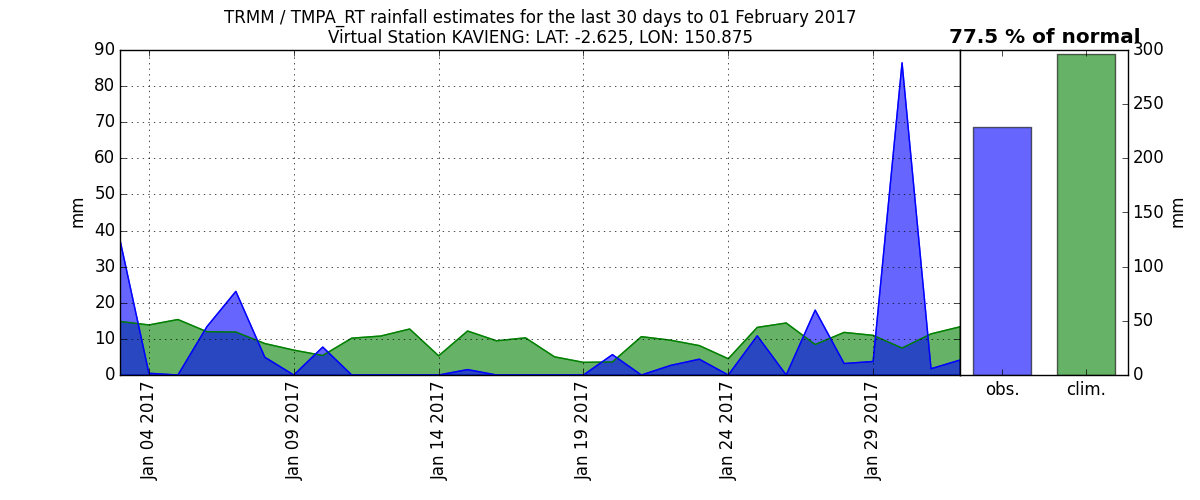 TRMM / TMPA_RT rainfall estimates for the last 30 days to 01 February 2017
Virtual Station KAVIENG: LAT: -2.625, LON: 150.875
77.5 % of normal
90
80
70
60
50
40
30
20
10
0
mm
Jan 04 2017
Jan 09 2017
Jan 14 2017
Jan 19 2017
Jan 24 2017
Jan 29 2017
300
250
200
150
100
50
0
mm
obs.
clim.